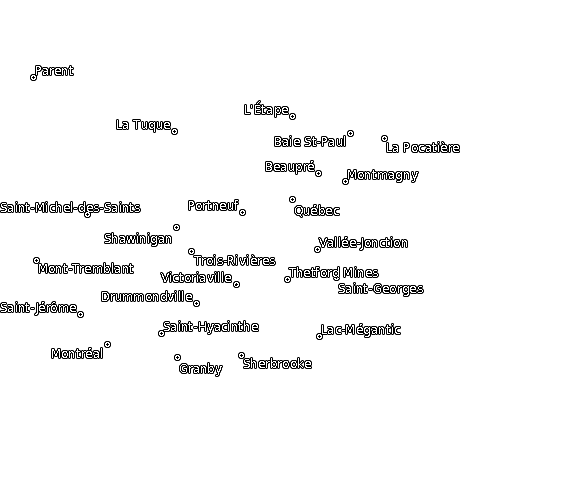 Parent
L'Étape
La Tuque
Baie St-Paul
La Pocatière
Beaupré
Montmagny
Saint-Michel-des-Saints
Portneuf
Québec
Shawinigan
Vallée-Jonction
Trois-Rivières
Mont-Tremblant
Thetford Mines
Victoriaville
Saint-Georges
Drummondville
Saint-Jérôme
Saint-Hyacinthe
Lac-Mégantic
Montréal
Sherbrooke
Granby